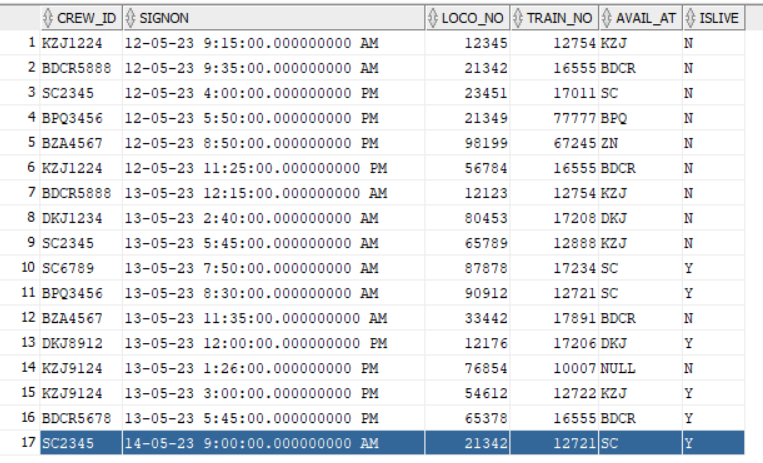 CREW_ID SIGNON LOCO_NO TRAIN_NO AVAIL_AT ISLIVE
1 KZJ1224 12-05-23 9:15:00.000000000 AM 12345 12754 KZJ N
2 BDCR5888 12-05-23 9:35:00.000000000 AM 21342 16555 BDCR N
3 SC2345 12-05-23 4:00:00.000000000 PM 23451 17011 SC N
4 BPQ3456 12-05-23 5:50:00.000000000 PM 21349 77777 BPQ N
5 BZA4567 12-05-23 8:50:00.000000000 PM 98199 67245 ZN N
6 KZJ1224 12-05-23 11:25:00.000000000 PM 56784 16555 BDCR N
7 BDCR5888 13-05-23 12:15:00.000000000 AM 12123 12754 KZJ N
8 DKJ1234 13-05-23 2:40:00.000000000 AM 80453 17208 DKJ N
9 SC2345 13-05-23 5:45:00.000000000 AM 65789 12888 KZJ N
10 SC6789 13-05-23 7:50:00.000000000 AM 87878 17234 SC Y
11 BPQ3456 13-05-23 8:30:00.000000000 AM 90912 12721 SC Y
12 BZA4567 13-05-23 11:35:00.000000000 AM 33442 17891 BDCR N
13 DKJ8912 13-05-23 12:00:00.000000000 PM 12176 17206 DKJ Y
14 KZJ9124 13-05-23 1:26:00.000000000 PM 76854 10007 NULL N
15 KZJ9124 13-05-23 3:00:00.000000000 PM 54612 12722 KZJ Y
16 BDCR5678 13-05-23 5:45:00.000000000 PM 65378 16555 BDCR Y
17 SC2345 14-05-23 9:00:00.000000000 AM 21342 12721 SC Y